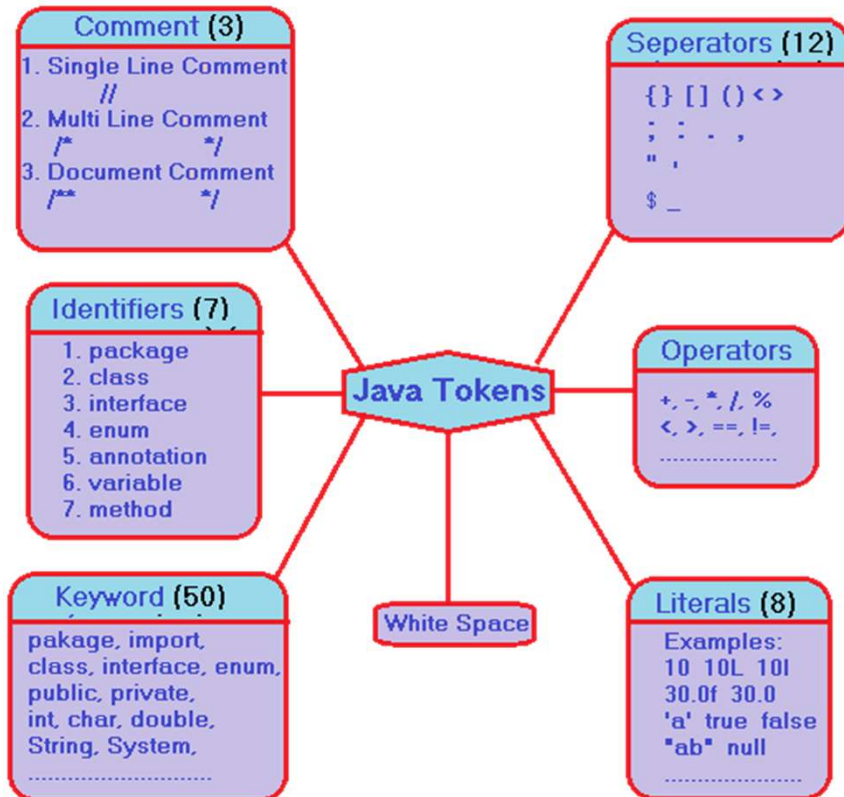 Comment (3)
1. Single Line Comment
//
2. Multi Line Comment
/* */
3. Document Comment
/** */
Seperators (12)
{} [] () < >
; : . ,
" '
$ _
Identifiers (7)
1. package
2. class
3. interface
4. enum
5. annotation
6. variable
7. method
Java Tokens
Operators
+, -, *, /, %
<, >, ==, !=,
.................
Keyword (50)
pakage, import,
class, interface, enum,
public, private,
int, char, double,
String, System,
...........................
White Space
Literals (8)
Examples:
10 10L 10l
30.0f 30.0
'a' true false
"ab" null
....................